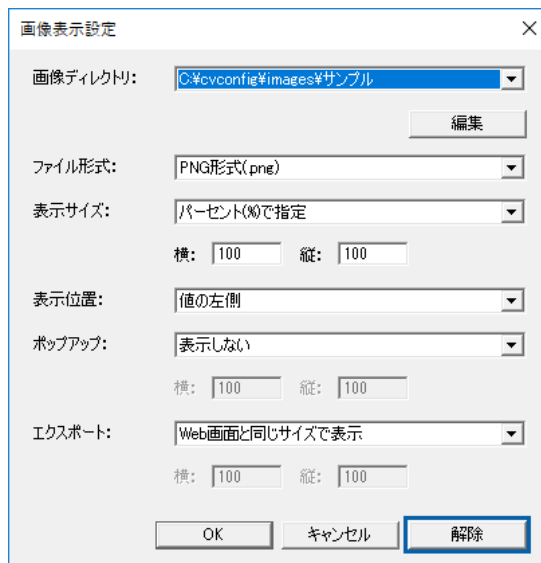 画像表示設定
画像ディレクトリ: C:¥cvconfig¥images¥サンプル
編集
ファイル形式: PNG形式(.png)
表示サイズ: パーセント(%)で指定
横: 100 縦: 100
表示位置: 値の左側
ポップアップ: 表示しない
横: 100 縦: 100
エクスポート: Web画面と同じサイズで表示
横: 100 縦: 100
OK キャンセル 解除